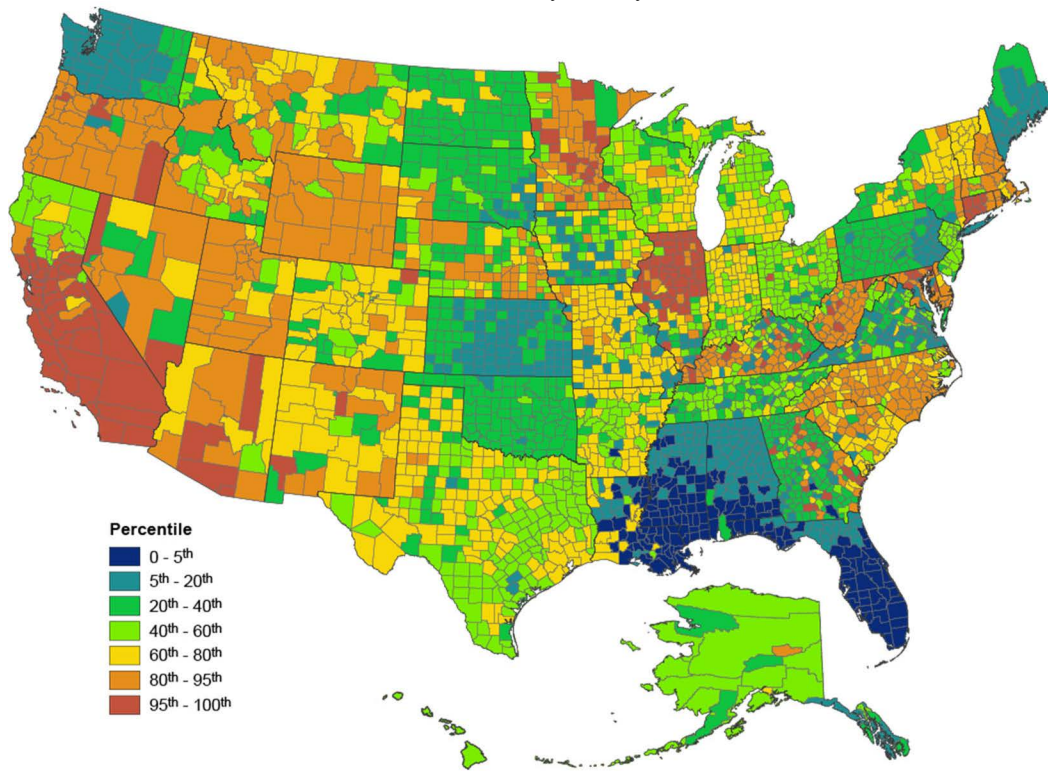 Percentile
0 - 5th
5th - 20th
20th - 40th
40th - 60th
60th - 80th
80th - 95th
95th - 100th